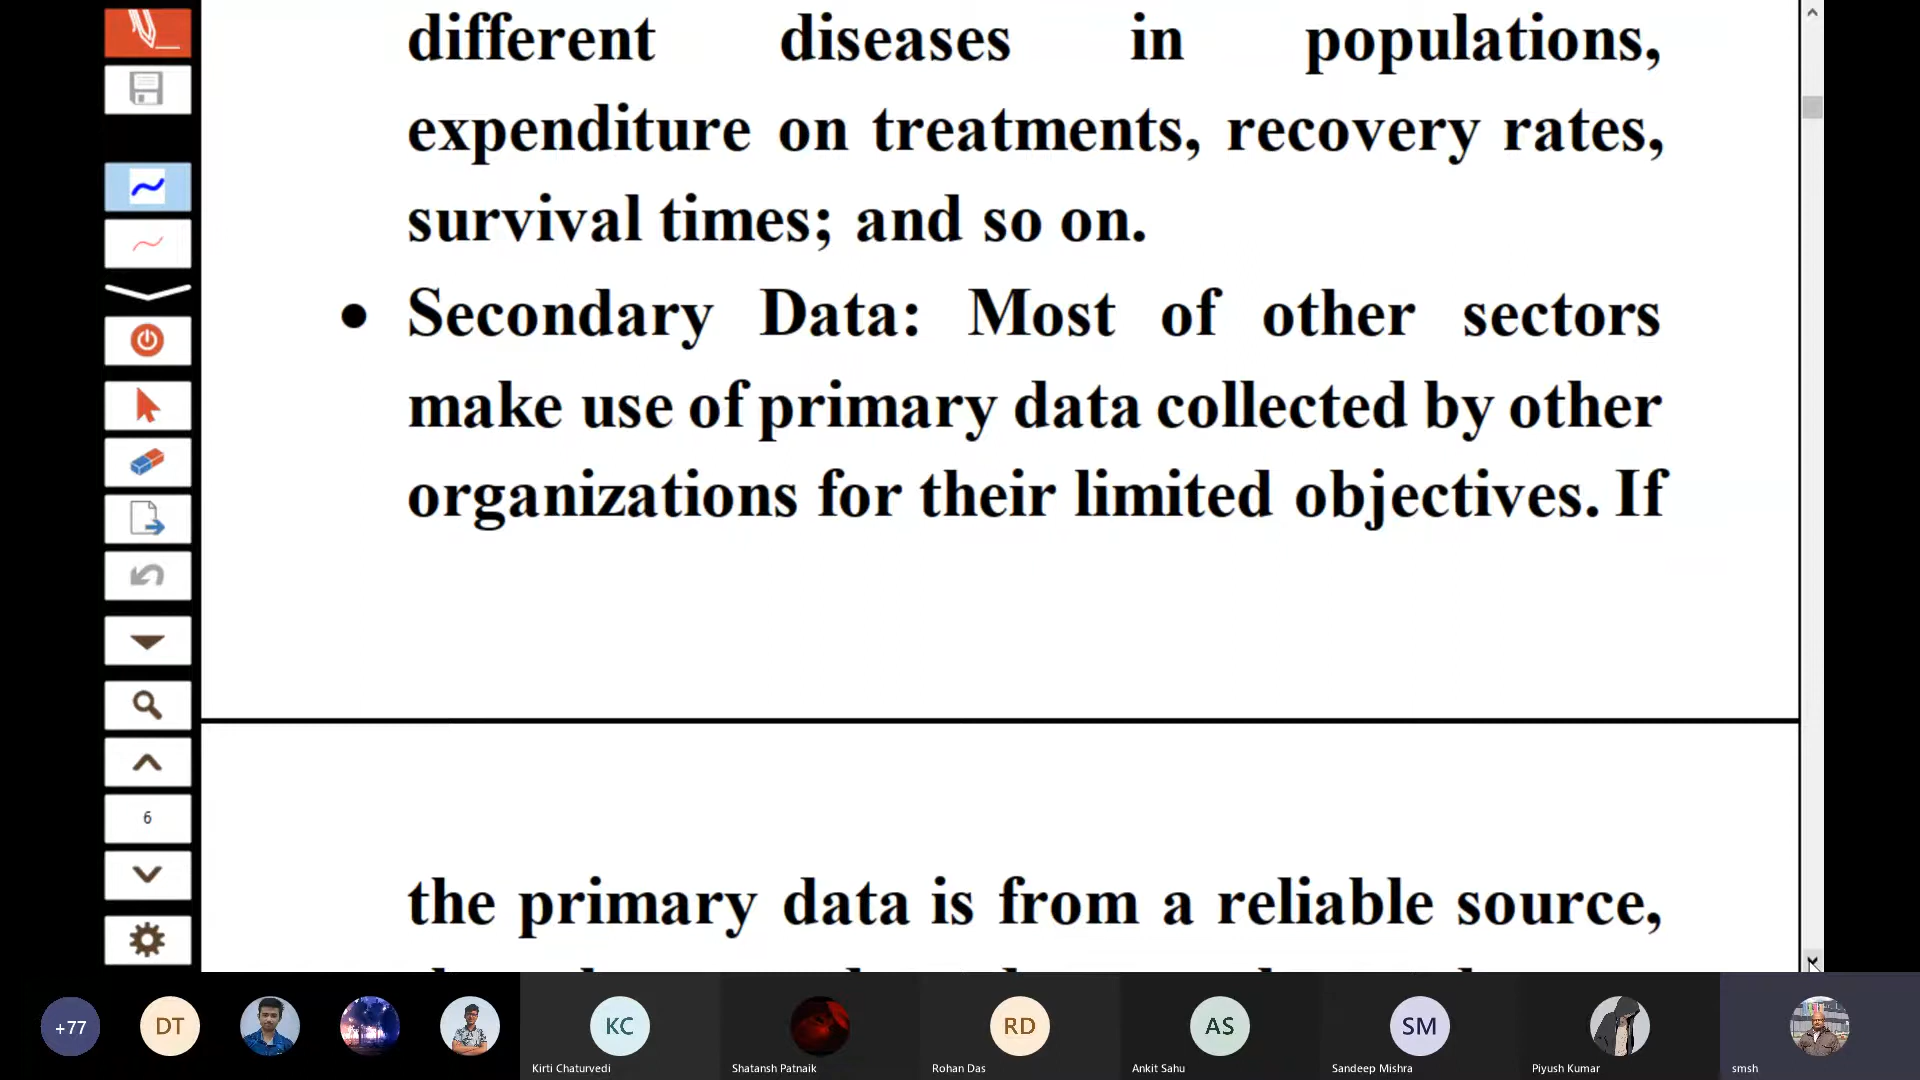 different diseases in populations,
expenditure on treatments, recovery rates,
survival times; and so on.
• Secondary Data: Most of other sectors
make use of primary data collected by other
organizations for their limited objectives. If
6
the primary data is from a reliable source,
+77
DT
KC
RD
AS
SM
Kirti Chaturvedi
Shatansh Patnaik
Rohan Das
Ankit Sahu
Sandeep Mishra
Piyush Kumar
smsh